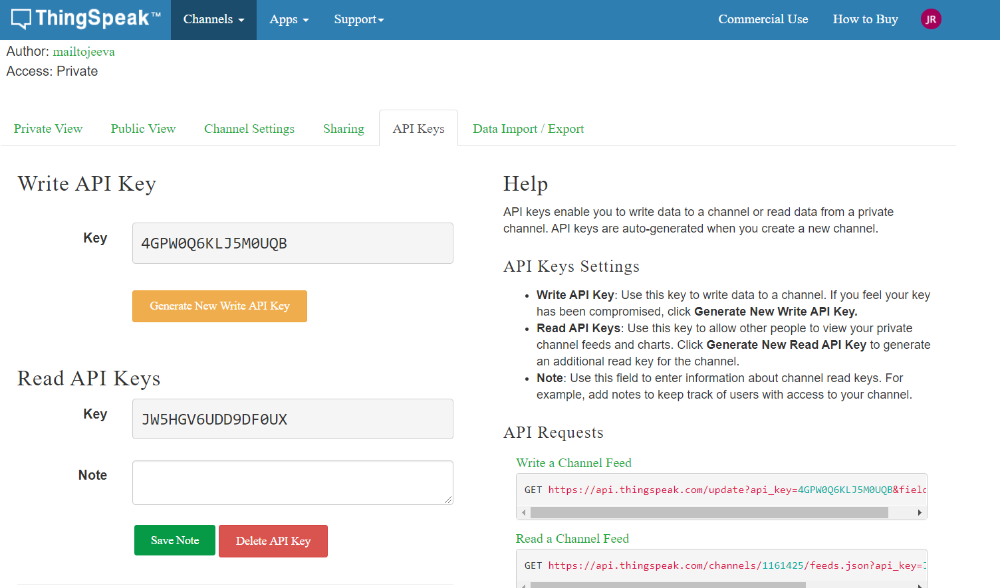 ThingSpeak™ Channels Apps Support Commercial Use How to Buy JR
Author: mailtojeeva
Access: Private
Private View Public View Channel Settings Sharing API Keys Data Import / Export
Write API Key
Key
4GPW0Q6KLJ5M0UQB
Generate New Write API Key
Read API Keys
Key
JW5HGV6UDD9DF0UX
Note
Save Note Delete API Key
Help
API keys enable you to write data to a channel or read data from a private
channel. API keys are auto-generated when you create a new channel.
API Keys Settings
• Write API Key: Use this key to write data to a channel. If you feel your key
has been compromised, click Generate New Write API Key.
• Read API Keys: Use this key to allow other people to view your private
channel feeds and charts. Click Generate New Read API Key to generate
an additional read key for the channel.
• Note: Use this field to enter information about channel read keys. For
example, add notes to keep track of users with access to your channel.
API Requests
Write a Channel Feed
GET https://api.thingspeak.com/update?api_key=4GPW0Q6KLJ5M0UQB&field
Read a Channel Feed
GET https://api.thingspeak.com/channels/1161425/feeds.json?api_key=